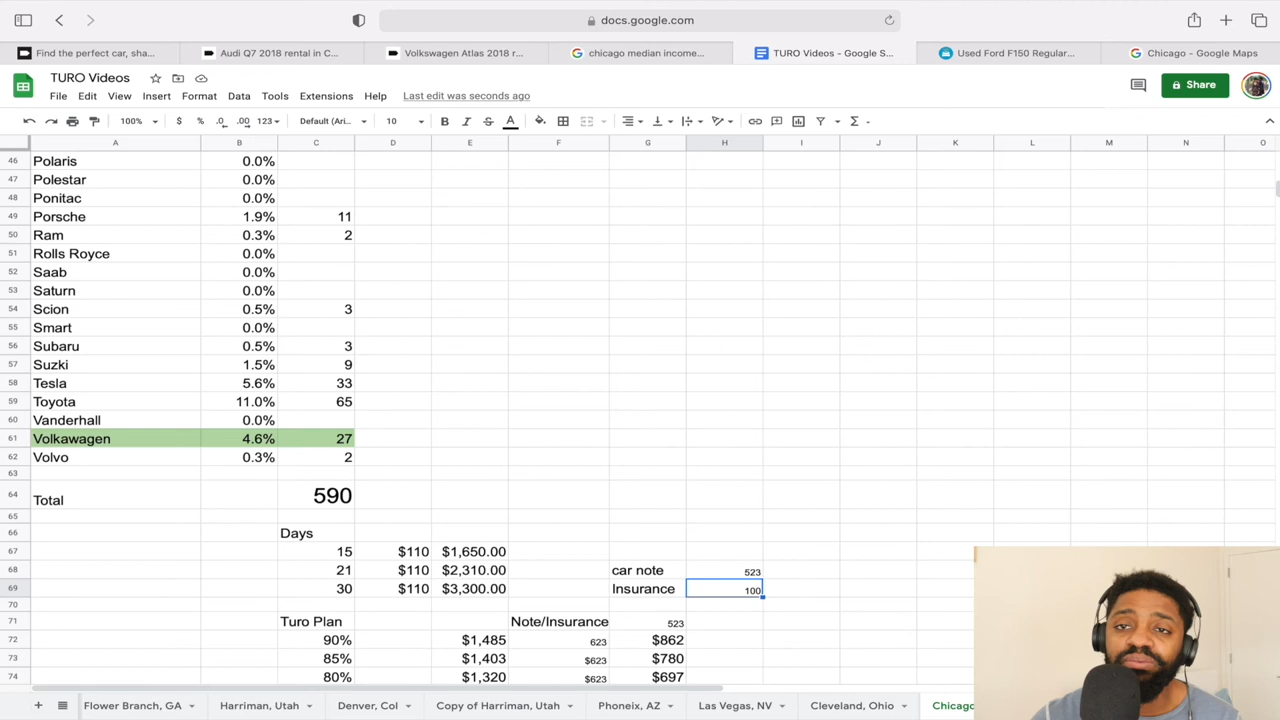 docs.google.com
Find the perfect car, sha...
Audi Q7 2018 rental in C...
Volkswagen Atlas 2018 r...
chicago median income...
TURO Videos - Google S...
Used Ford F150 Regular...
Chicago - Google Maps
TURO Videos
File Edit View Insert Format Data Tools Extensions Help Last edit was seconds ago
Share
100% $ % .0 .00 123 Default (Ari... 10 B I S A
A B C D E F G H I J K L M N O
46 Polaris 0.0%
47 Polestar 0.0%
48 Ponitac 0.0%
49 Porsche 1.9% 11
50 Ram 0.3% 2
51 Rolls Royce 0.0%
52 Saab 0.0%
53 Saturn 0.0%
54 Scion 0.5% 3
55 Smart 0.0%
56 Subaru 0.5% 3
57 Suzki 1.5% 9
58 Tesla 5.6% 33
59 Toyota 11.0% 65
60 Vanderhall 0.0%
61 Volkawagen 4.6% 27
62 Volvo 0.3% 2
63
64 Total 590
65
66 Days
67 15 $110 $1,650.00
68 21 $110 $2,310.00 car note 523
69 30 $110 $3,300.00 Insurance 100
70
71 Turo Plan Note/Insurance 523
72 90% $1,485 623 $862
73 85% $1,403 $623 $780
74 80% $1,320 $623 $697
Flower Branch, GA Harriman, Utah Denver, Col Copy of Harriman, Utah Phoneix, AZ Las Vegas, NV Cleveland, Ohio Chicago